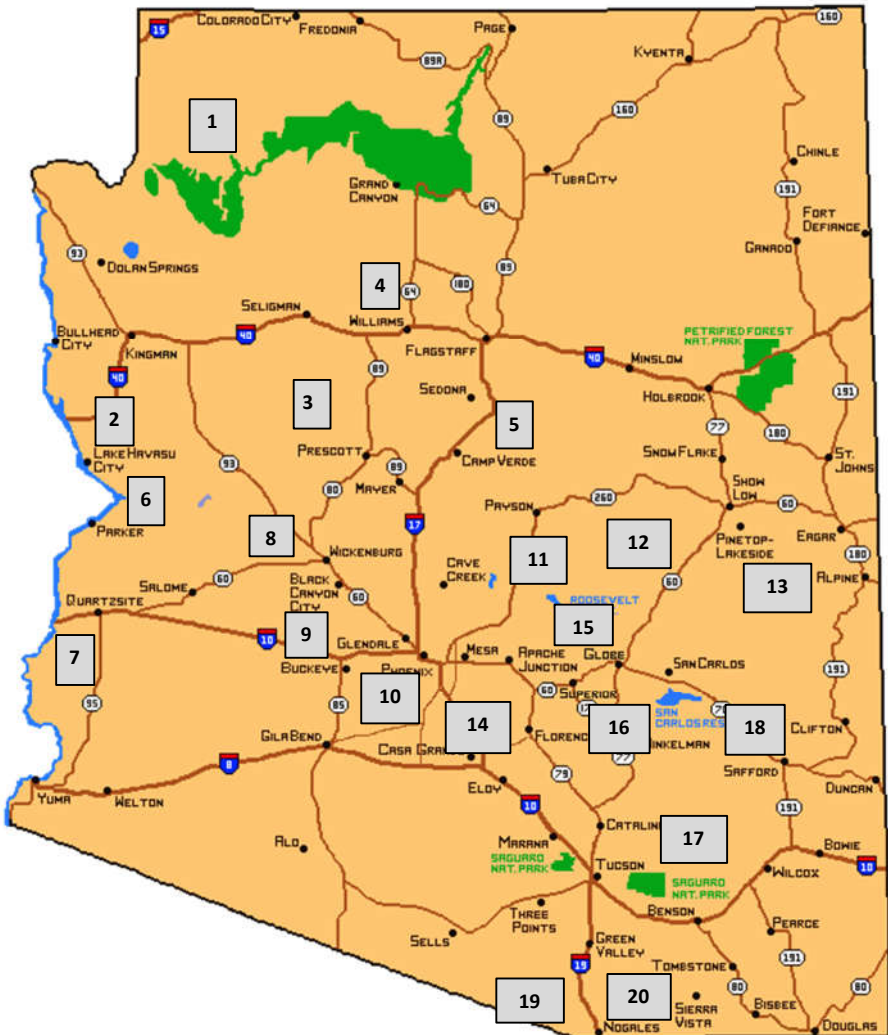 15
COLORADO CITY
FREDONIA
PAGE
160
KYENTA
89A
1
160
89
CHINLE
TUBA CITY
191
GRAND
CANYON
64
FORT
DEFIANCE
GANADO
93
DOLAN SPRINGS
89
4
64
180
SELIGMAN
WILLIAMS
BULLHEAD
CITY
KINGMAN
40
FLAGSTAFF
PETRIFIED FOREST
NAT. PARK
40
MINSLOW
40
89
SEDONA
HOLBROOK
191
3
2
5
77
180
LAKE HAVASU
CITY
93
PRESCOTT
89
CAMP VERDE
SNOWFLAKE
ST.
JOHNS
MAYER
80
6
PARKER
17
PAYSON
260
SHOW
LOW
60
PINETOP-
LAKESIDE
EAGAR
8
WICKENBURG
11
12
180
SALOME
60
BLACK
CANYON
CITY
CAVE
CREEK
60
13
ALPINE
QUARTZSITE
60
ROOSEVELT
10
9
GLENDALE
15
7
BUCKEYE
PHOENIX
MESA
APACHE
JUNCTION
GLOBE
SAN CARLOS
191
95
85
10
60
SUPERIOR
SAN
CARLOS RES
14
16
18
GILA BEND
CASA GRAND
FLORENC
INKELMAN
CLIFTON
8
77
SAFFORD
YUMA
WELTON
ELOY
79
DUNCAN
10
191
CATALIN
17
AJO
MARANA
BOWIE
SAGUARO
NAT. PARK
TUCSON
10
WILCOX
SAGUARO
NAT. PARK
THREE
POINTS
BENSON
PEARCE
SELLS
GREEN
VALLEY
19
TOMBSTONE
191
80
80
19
20
SIERRA
VISTA
BISBEE
NOGALES
DOUGLAS